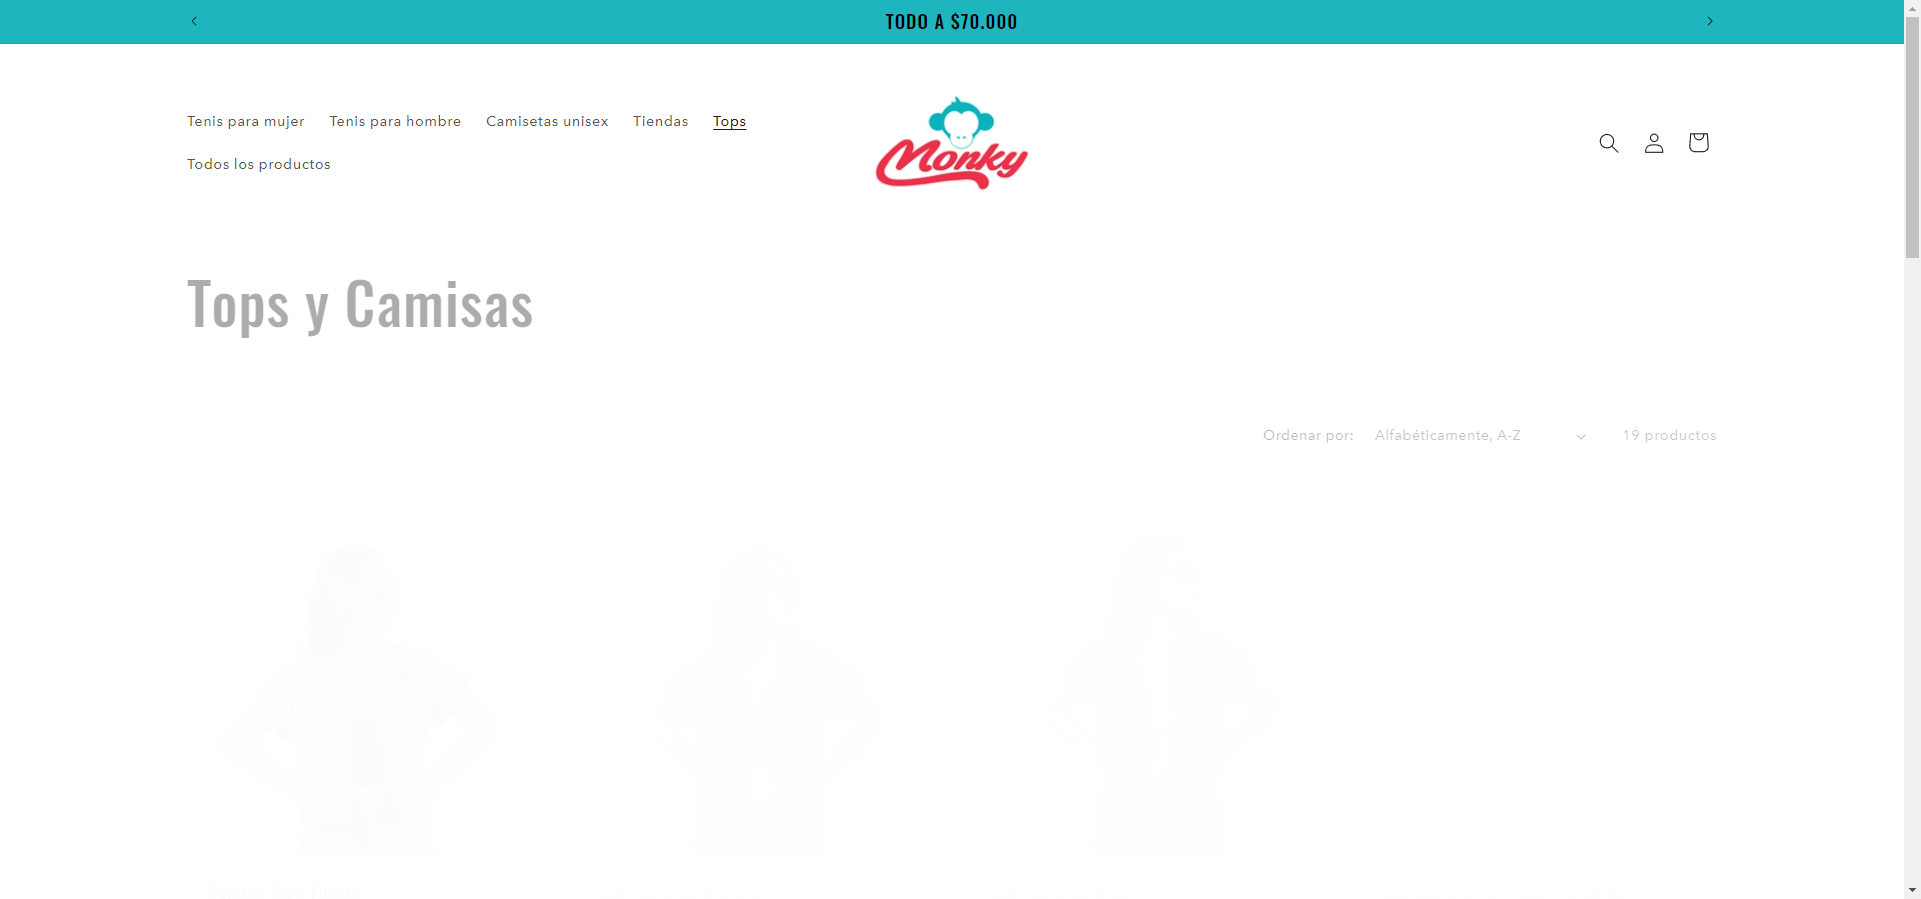 TODO A $70.000
Tenis para mujer
Tenis para hombre
Camisetas unisex
Tiendas
Tops
Todos los productos
Monky
Tops y Camisas
Ordenar por:
Alfabéticamente, A-Z
19 productos